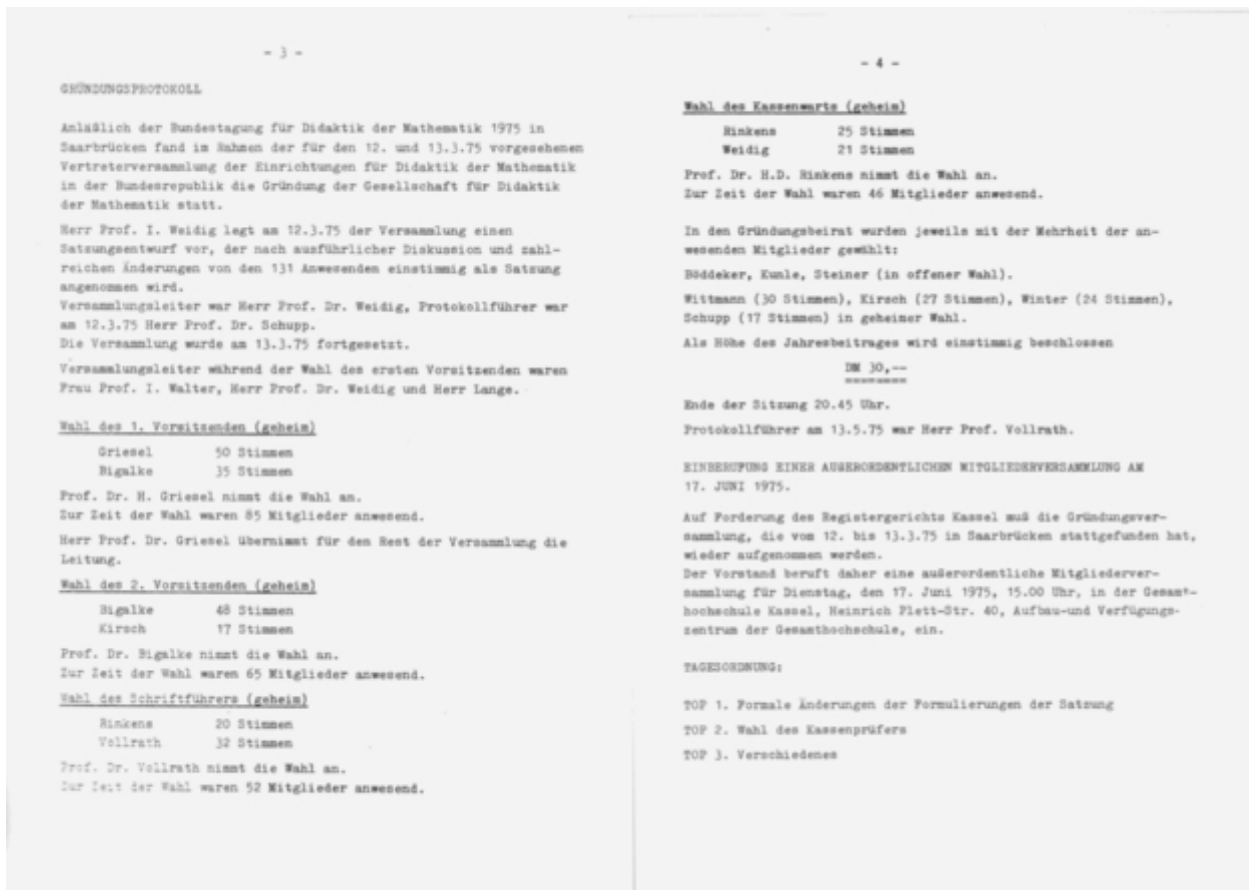 - 3 -
GRÜNDUNGSPROTOKOLL
Anläßlich der Bundestagung für Didaktik der Mathematik 1975 in
Saarbrücken fand im Rahmen der für den 12. und 13.3.75 vorgesehenen
Vertreterversammlung der Einrichtungen für Didaktik der Mathematik
in der Bundesrepublik die Gründung der Gesellschaft für Didaktik
der Mathematik statt.
Herr Prof. I. Weidig legt am 12.3.75 der Versammlung einen
Satzungsentwurf vor, der nach ausführlicher Diskussion und zahl-
reichen Änderungen von den 131 Anwesenden einstimmig als Satzung
angenommen wird.
Versammlungsleiter war Herr Prof. Dr. Weidig, Protokollführer war
am 12.3.75 Herr Prof. Dr. Schupp.
Die Versammlung wurde am 13.3.75 fortgesetzt.
Versammlungsleiter während der Wahl des ersten Vorsitzenden waren
Frau Prof. I. Walter, Herr Prof. Dr. Weidig und Herr Lange.
Wahl des 1. Vorsitzenden (geheim)
Griesel 50 Stimmen
Bigalke 35 Stimmen
Prof. Dr. H. Griesel nimmt die Wahl an.
Zur Zeit der Wahl waren 85 Mitglieder anwesend.
Herr Prof. Dr. Griesel übernimmt für den Rest der Versammlung die
Leitung.
Wahl des 2. Vorsitzenden (geheim)
Bigalke 48 Stimmen
Kirsch 17 Stimmen
Prof. Dr. Bigalke nimmt die Wahl an.
Zur Zeit der Wahl waren 65 Mitglieder anwesend.
Wahl des Schriftführers (geheim)
Rinkens 20 Stimmen
Vollrath 32 Stimmen
Prof. Dr. Vollrath nimmt die Wahl an.
Zur Zeit der Wahl waren 52 Mitglieder anwesend.
- 4 -
Wahl des Kassenwarts (geheim)
Rinkens 25 Stimmen
Weidig 21 Stimmen
Prof. Dr. H.D. Rinkens nimmt die Wahl an.
Zur Zeit der Wahl waren 46 Mitglieder anwesend.
In den Gründungsbeirat wurden jeweils mit der Mehrheit der an-
wesenden Mitglieder gewählt:
Böddeker, Kunle, Steiner (in offener Wahl).
Wittmann (30 Stimmen), Kirsch (27 Stimmen), Winter (24 Stimmen),
Schupp (17 Stimmen) in geheimer Wahl.
Als Höhe des Jahresbeitrages wird einstimmig beschlossen
DM 30,--
========
Ende der Sitzung 20.45 Uhr.
Protokollführer am 13.5.75 war Herr Prof. Vollrath.
EINBERUFUNG EINER AUßERORDENTLICHEN MITGLIEDERVERSAMMLUNG AM
17. JUNI 1975.
Auf Forderung des Registergerichts Kassel muß die Gründungsver-
sammlung, die vom 12. bis 13.3.75 in Saarbrücken stattgefunden hat,
wieder aufgenommen werden.
Der Vorstand beruft daher eine außerordentliche Mitgliederver-
sammlung für Dienstag, den 17. Juni 1975, 15.00 Uhr, in der Gesamt-
hochschule Kassel, Heinrich Plett-Str. 40, Aufbau-und Verfügungs-
zentrum der Gesamthochschule, ein.
TAGESORDNUNG:
TOP 1. Formale Änderungen der Formulierungen der Satzung
TOP 2. Wahl des Kassenprüfers
TOP 3. Verschiedenes